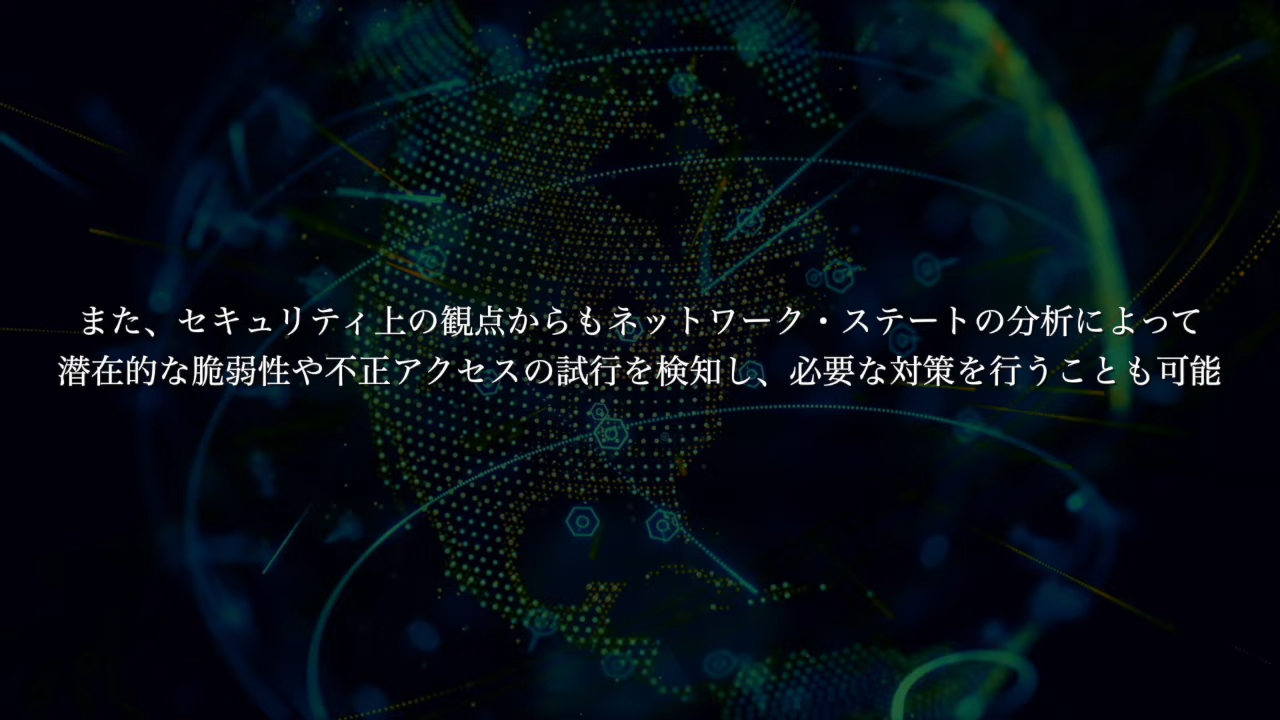 また、セキュリティ上の観点からもネットワーク・ステートの分析によって
潜在的な脆弱性や不正アクセスの試行を検知し、必要な対策を行うことも可能